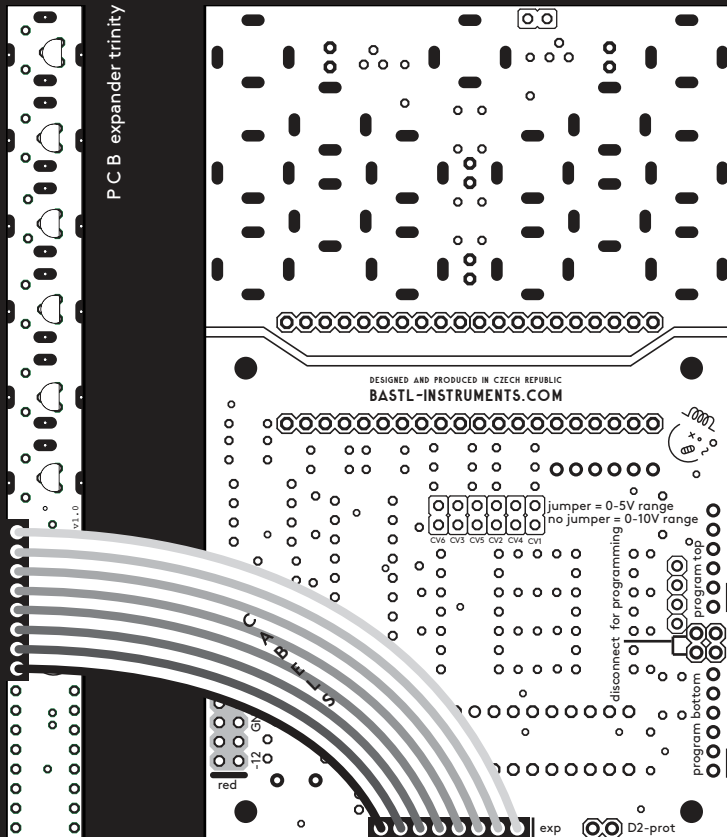 PCB expander trinity
DESIGNED AND PRODUCED IN CZECH REPUBLIC
BASTL-INSTRUMENTS.COM
v1.0
jumper = 0-5V range
no jumper = 0-10V range
CV6 CV3 CV5 CV2 CV4 CV1
disconnect for programming
program top
program bottom
CABELS
-12
red
exp
D2-prot